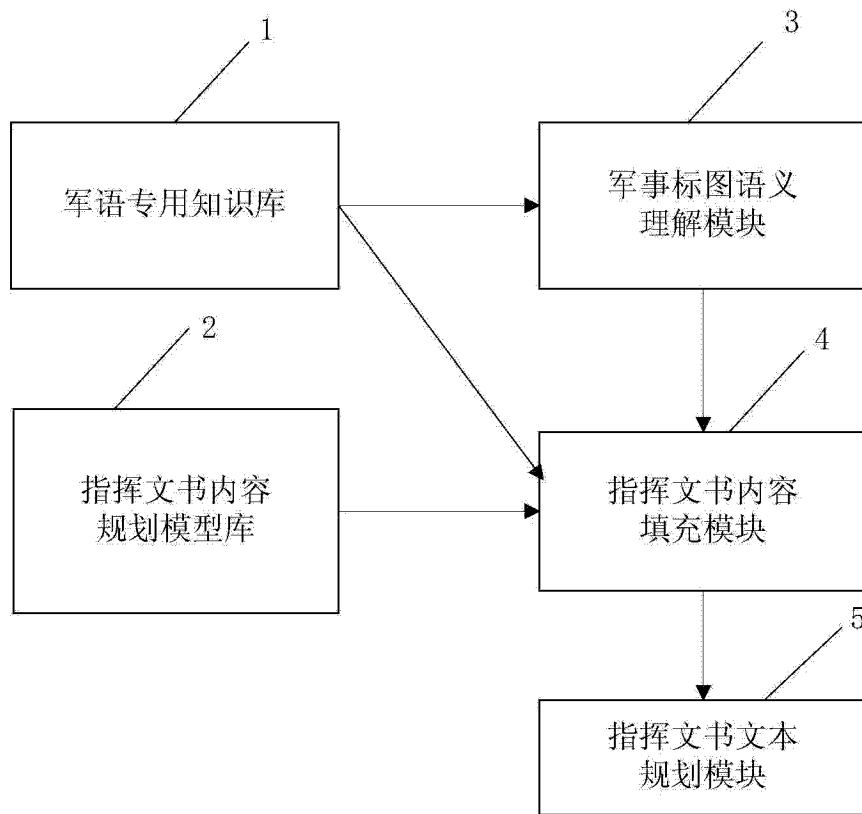 1
3
军语专用知识库
军事标图语义
理解模块
2
4
指挥文书内容
规划模型库
指挥文书内容
填充模块
5
指挥文书文本
规划模块